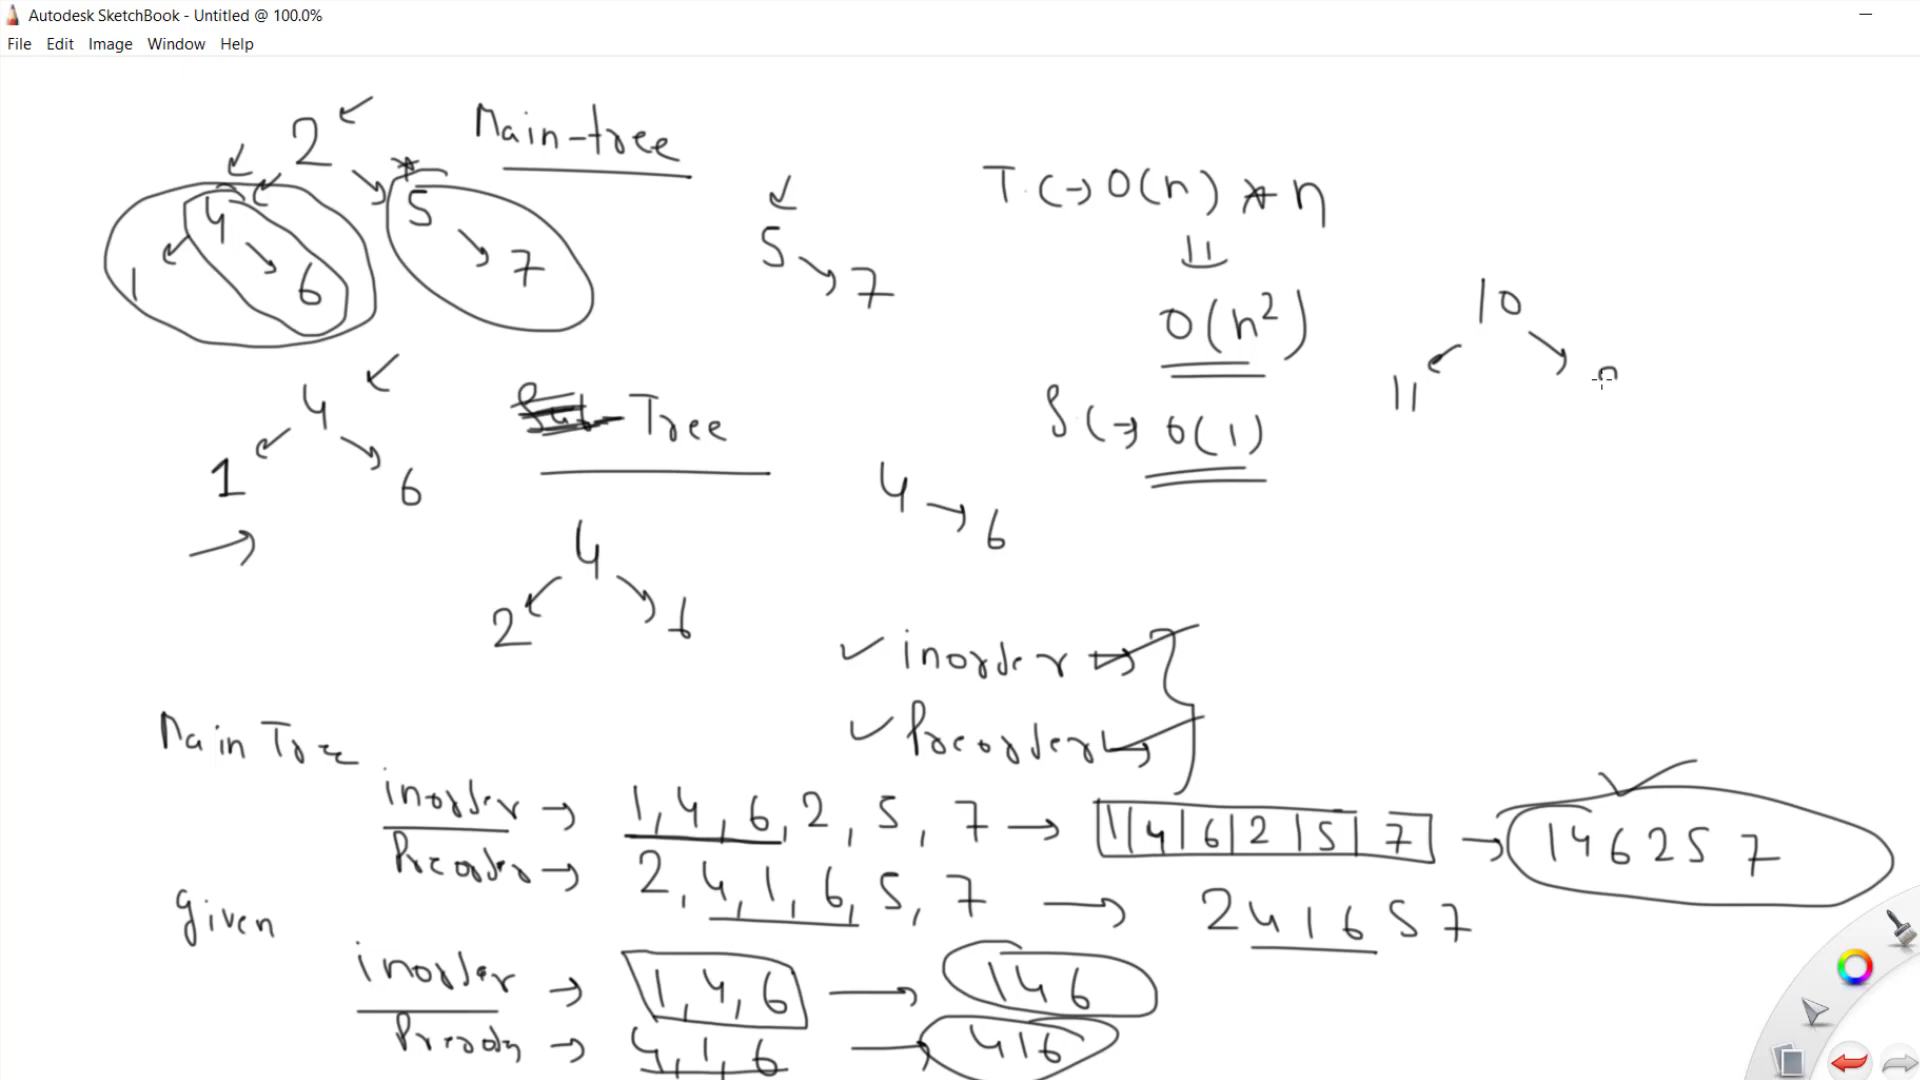 Autodesk SketchBook - Untitled @ 100.0%
File Edit Image Window Help
2
Main-tree
4
5
1
6
7
5
7
T (→ O(n) * n
=
O(n²)
S (→ O(1)
10
11
4
1
6
Tree
4
2
6
4
6
✓ inorder →
✓ Preorder →
Main Tree
inorder → 1, 4, 6, 2, 5, 7 → 1|4|6|2|5|7 → 1 4 6 2 5 7
Preorder → 2, 4, 1, 6, 5, 7 → 2 4 1 6 5 7
given
inorder → 1, 4, 6 → 1 4 6
4, 1, 6 → 4 1 6